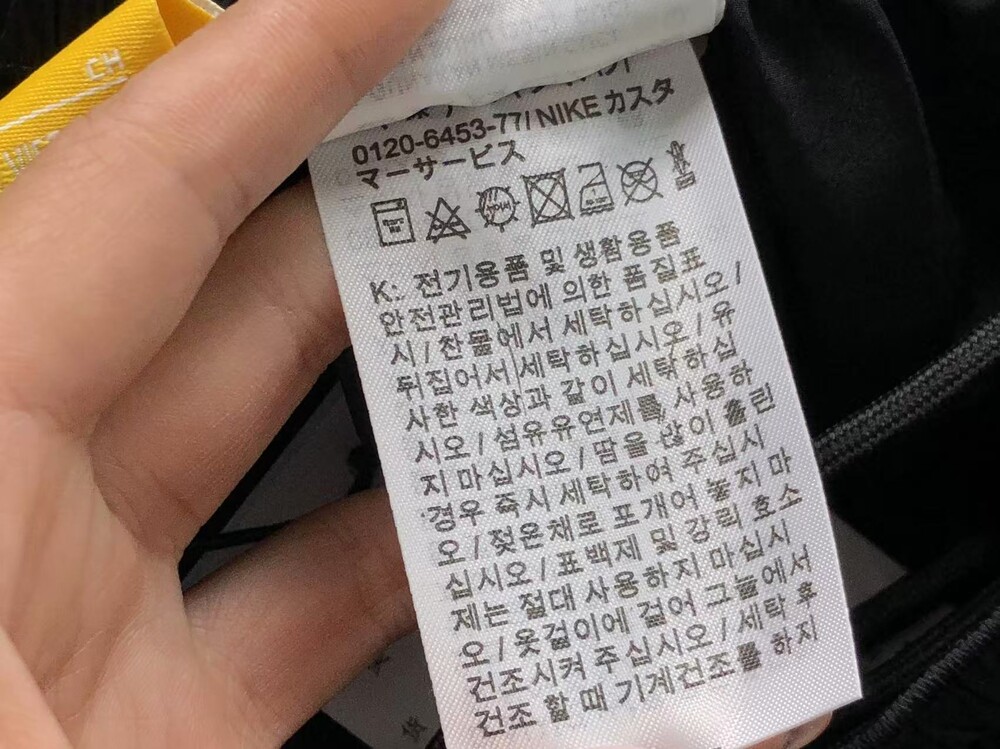 CH
0120-6453-77/ NIKE カスタ
マーサービス
K:. 전기용품 및 생활용품
안전관리법에 의한 품질표
시 / 찬물에서 세탁하십시오 /
뒤집어서 세탁하십시오 / 유
사한 색상과 같이 세탁하십
시오 / 섬유유연제를 사용하
지 마십시오 / 땀을 많이 흘린
경우 즉시 세탁하여 주십시
오 / 젖은채로 포개어 놓지 마
십시오 / 표백제 및 강력 효소
제는 절대 사용하지 마십시
오 / 옷걸이에 걸어 그늘에서
건조시켜 주십시오 / 세탁 후
건조 할 때 기계건조를 하지